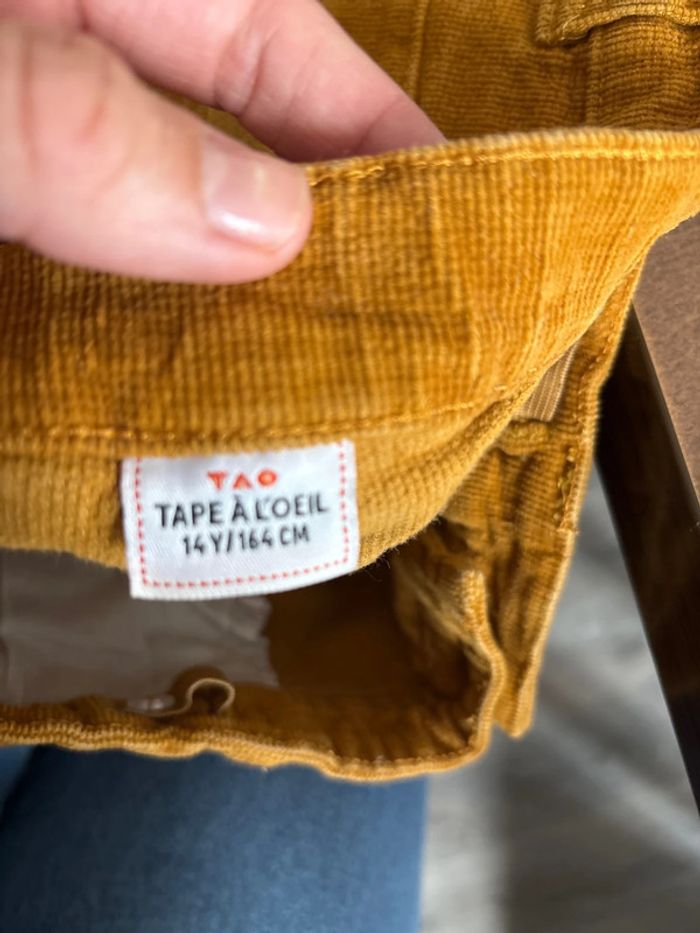 TAO
TAPE À L'OEIL
14Y/164 CM